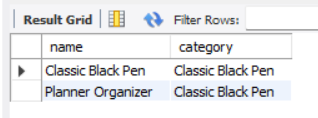 Result Grid Filter Rows:
name category
Classic Black Pen Classic Black Pen
Planner Organizer Classic Black Pen